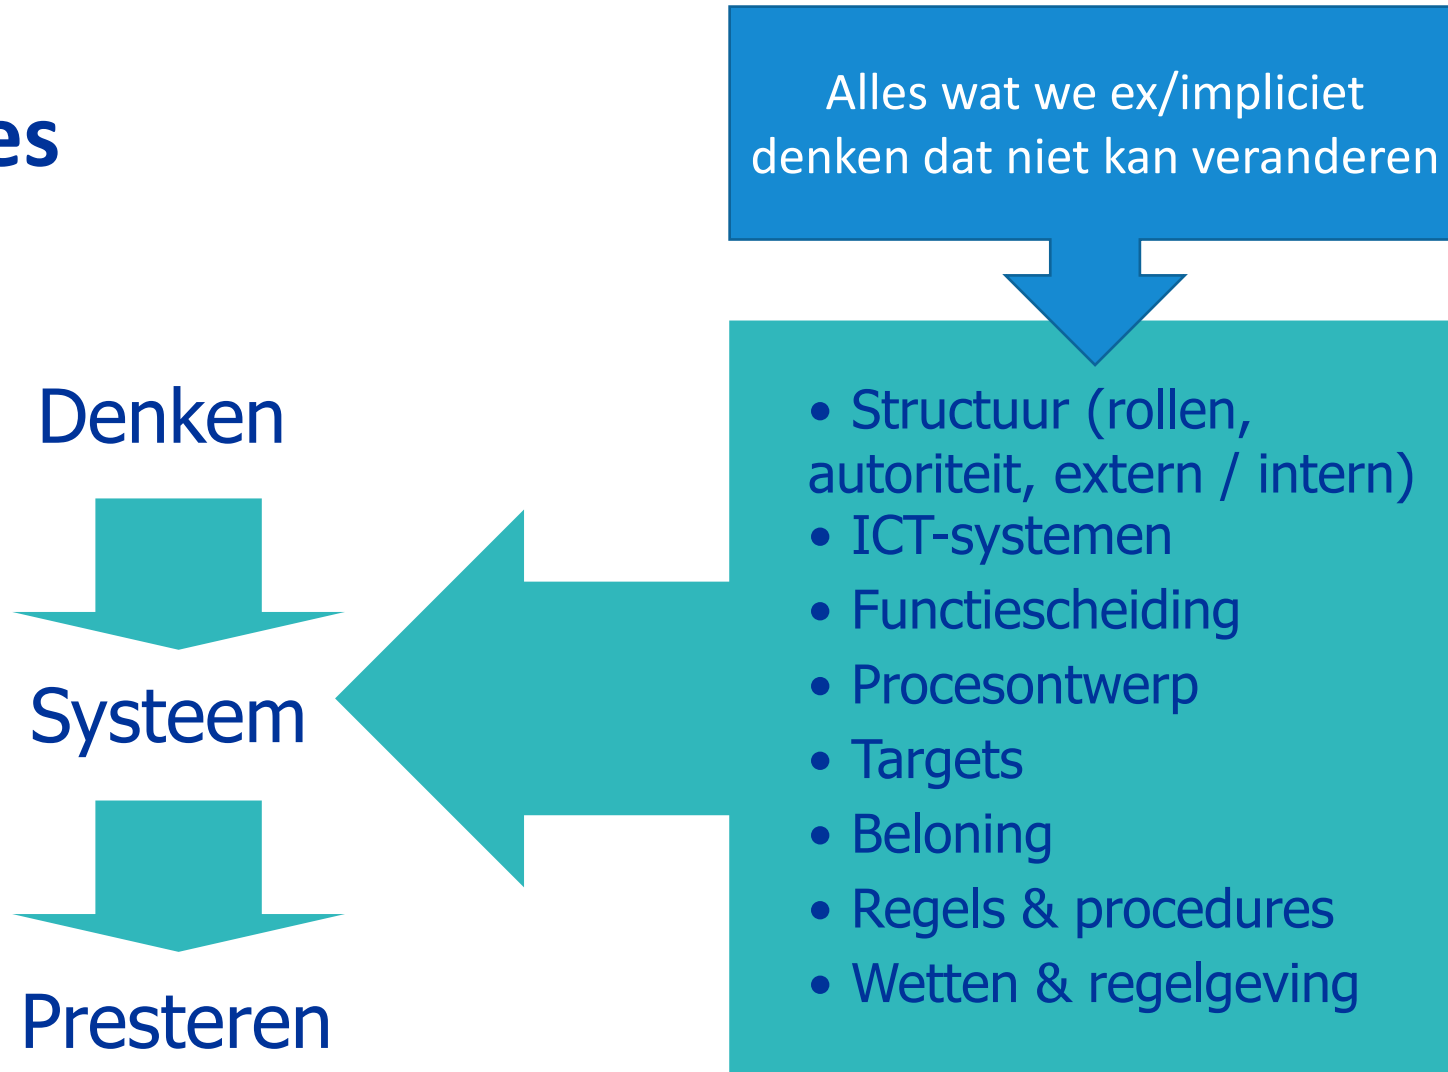 es
Alles wat we ex/impliciet
denken dat niet kan veranderen
Denken
Systeem
Presteren
• Structuur (rollen,
autoriteit, extern / intern)
• ICT-systemen
• Functiescheiding
• Procesontwerp
• Targets
• Beloning
• Regels & procedures
• Wetten & regelgeving